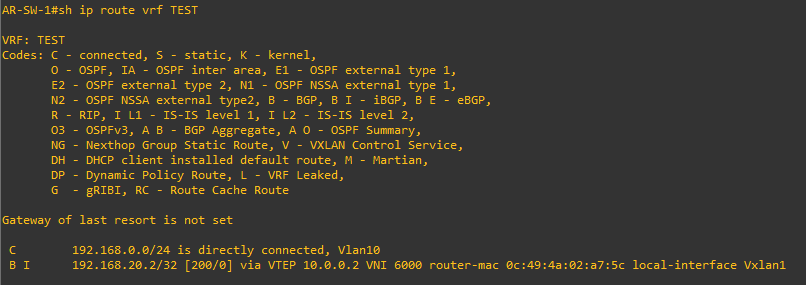 AR-SW-1#sh ip route vrf TEST
VRF: TEST
Codes: C - connected, S - static, K - kernel,
O - OSPF, IA - OSPF inter area, E1 - OSPF external type 1,
E2 - OSPF external type 2, N1 - OSPF NSSA external type 1,
N2 - OSPF NSSA external type2, B - BGP, B I - iBGP, B E - eBGP,
R - RIP, I L1 - IS-IS level 1, I L2 - IS-IS level 2,
O3 - OSPFv3, A B - BGP Aggregate, A O - OSPF Summary,
NG - Nexthop Group Static Route, V - VXLAN Control Service,
DH - DHCP client installed default route, M - Martian,
DP - Dynamic Policy Route, L - VRF Leaked,
G  - gRIBI, RC - Route Cache Route
Gateway of last resort is not set
C        192.168.0.0/24 is directly connected, Vlan10
B I      192.168.20.2/32 [200/0] via VTEP 10.0.0.2 VNI 6000 router-mac 0c:49:4a:02:a7:5c local-interface Vxlan1